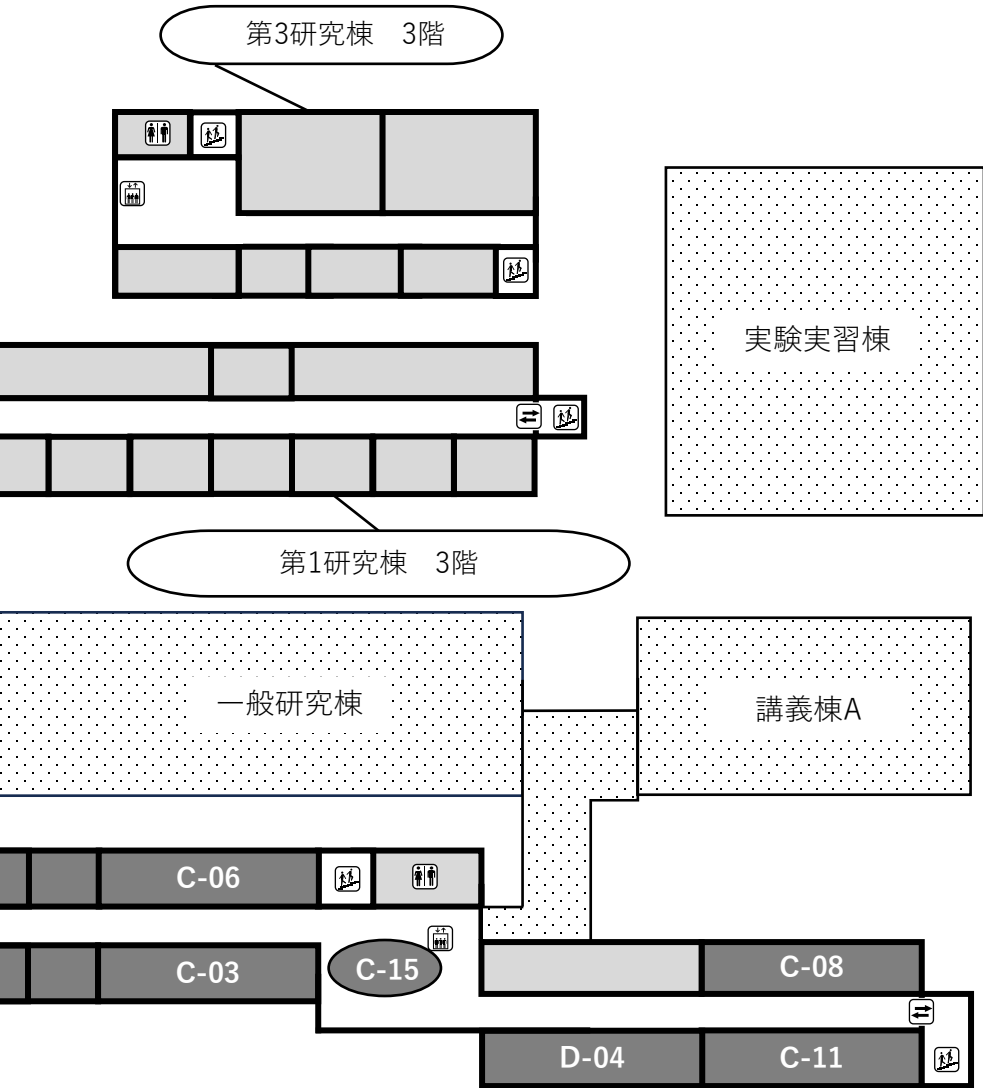 第3研究棟　3階
実験実習棟
第1研究棟　3階
一般研究棟
講義棟A
C-06
C-03
C-15
C-08
D-04
C-11